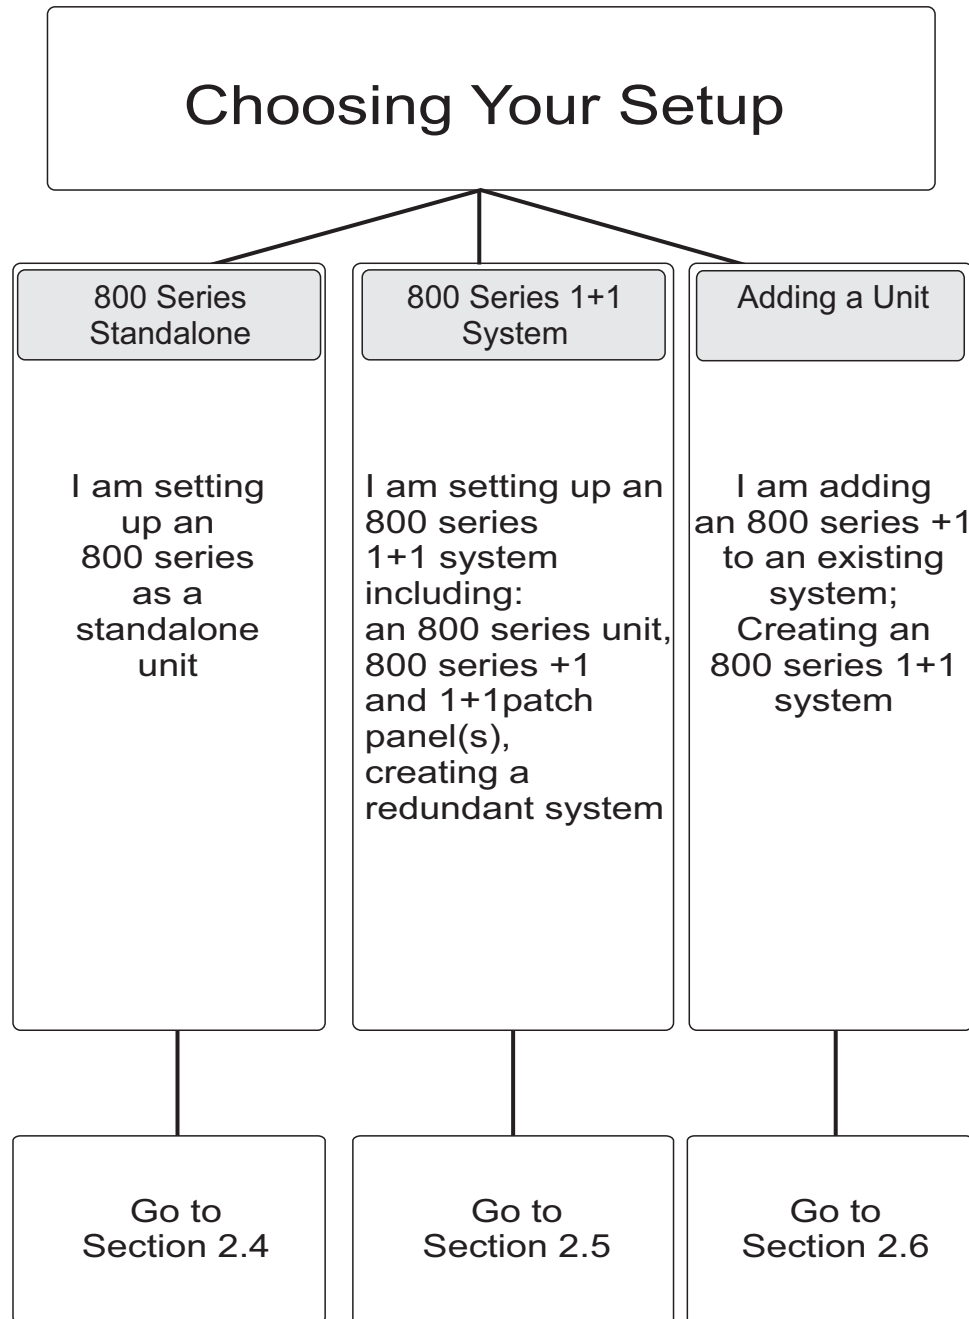 Choosing Your Setup
800 Series
Standalone
I am setting
up an
800 series
as a
standalone
unit
Go to
Section 2.4
800 Series 1+1
System
I am setting up an
800 series
1+1 system
including:
an 800 series unit,
800 series +1
and 1+1patch
panel(s),
creating a
redundant system
Go to
Section 2.5
Adding a Unit
I am adding
an 800 series +1
to an existing
system;
Creating an
800 series 1+1
system
Go to
Section 2.6